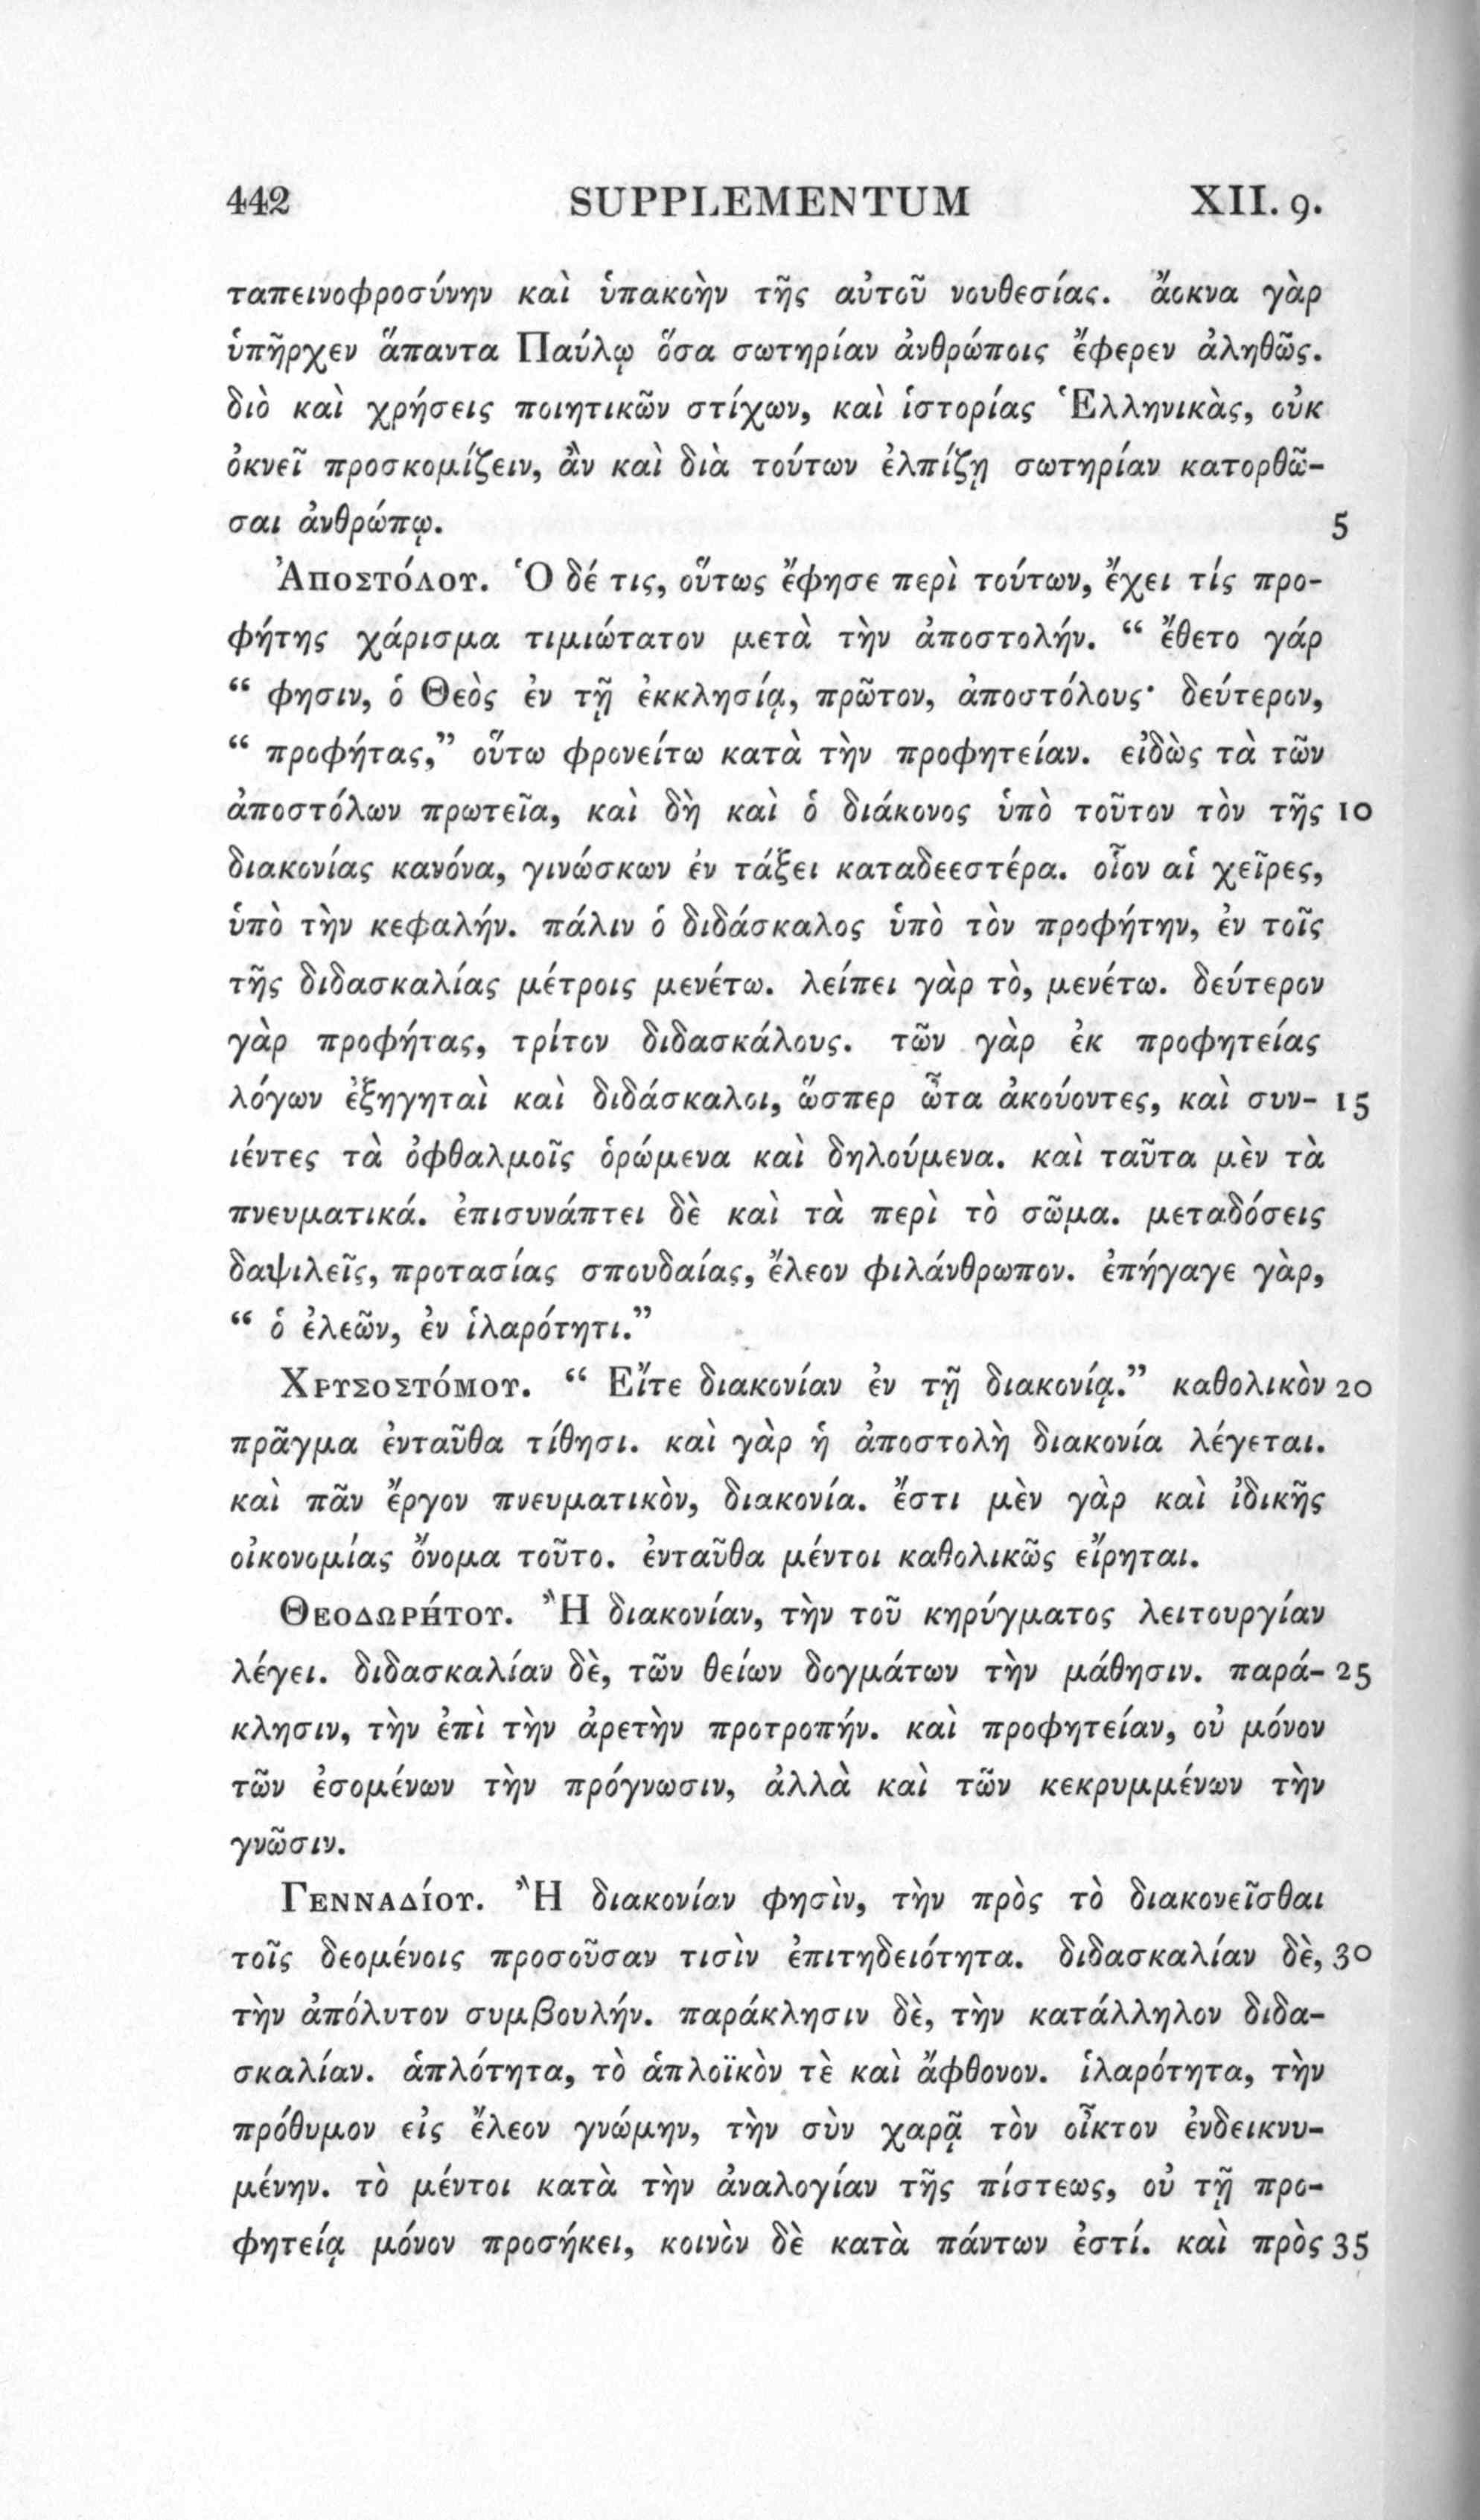 442 SUPPLEMENTUM XII. 9.
ταπεινοφροσύνην καὶ ὑπακοὴν τῆς αὐτοῦ νουθεσίας. ἄοκνα γὰρ
ὑπῆρχεν ἅπαντα Παύλῳ ὅσα σωτηρίαν ἀνθρώποις ἔφερεν ἀληθῶς.
διὸ καὶ χρήσεις ποιητικῶν στίχων, καὶ ἱστορίας Ἑλληνικὰς, οὐκ
ὀκνεῖ προσκομίζειν, ἂν καὶ διὰ τούτων ἐλπίζῃ σωτηρίαν κατορθῶ-
σαι ἀνθρώπῳ. 5
Ἀποστόλου. Ὁ δέ τις, οὕτως ἔφησε περὶ τούτων, ἔχει τίς προ-
φήτης χάρισμα τιμιώτατον μετὰ τὴν ἀποστολήν. “ ἔθετο γάρ
“ φησιν, ὁ Θεὸς ἐν τῇ ἐκκλησίᾳ, πρῶτον, ἀποστόλους· δεύτερον,
“ προφήτας,” οὕτω φρονείτω κατὰ τὴν προφητείαν. εἰδὼς τὰ τῶν
ἀποστόλων πρωτεῖα, καὶ δὴ καὶ ὁ διάκονος ὑπὸ τοῦτον τὸν τῆς 10
διακονίας κανόνα, γινώσκων ἐν τάξει καταδεεστέρα. οἷον αἱ χεῖρες,
ὑπὸ τὴν κεφαλήν. πάλιν ὁ διδάσκαλος ὑπὸ τὸν προφήτην, ἐν τοῖς
τῆς διδασκαλίας μέτροις μενέτω. λείπει γὰρ τὸ, μενέτω. δεύτερον
γὰρ προφήτας, τρίτον διδασκάλους. τῶν γὰρ ἐκ προφητείας
λόγων ἐξηγηταὶ καὶ διδάσκαλοι, ὥσπερ ὦτα ἀκούοντες, καὶ συν- 15
ιέντες τὰ ὀφθαλμοῖς ὁρώμενα καὶ δηλούμενα. καὶ ταῦτα μὲν τὰ
πνευματικά. ἐπισυνάπτει δὲ καὶ τὰ περὶ τὸ σῶμα. μεταδόσεις
δαψιλεῖς, προτασίας σπουδαίας, ἔλεον φιλάνθρωπον. ἐπήγαγε γὰρ,
“ ὁ ἐλεῶν, ἐν ἱλαρότητι.”
Χρυσοστόμου. “ Εἴτε διακονίαν ἐν τῇ διακονίᾳ.” καθολικὸν 20
πρᾶγμα ἐνταῦθα τίθησι. καὶ γὰρ ἡ ἀποστολὴ διακονία λέγεται.
καὶ πᾶν ἔργον πνευματικὸν, διακονία. ἔστι μὲν γὰρ καὶ ἰδικῆς
οἰκονομίας ὄνομα τοῦτο. ἐνταῦθα μέντοι καθολικῶς εἴρηται.
Θεοδωρήτου. Ἢ διακονίαν, τὴν τοῦ κηρύγματος λειτουργίαν
λέγει. διδασκαλίαν δὲ, τῶν θείων δογμάτων τὴν μάθησιν. παρά- 25
κλησιν, τὴν ἐπὶ τὴν ἀρετὴν προτροπήν. καὶ προφητείαν, οὐ μόνον
τῶν ἐσομένων τὴν πρόγνωσιν, ἀλλὰ καὶ τῶν κεκρυμμένων τὴν
γνῶσιν.
Γενναδίου. Ἢ διακονίαν φησὶν, τὴν πρὸς τὸ διακονεῖσθαι
τοῖς δεομένοις προσοῦσαν τισὶν ἐπιτηδειότητα. διδασκαλίαν δὲ, 30
τὴν ἀπόλυτον συμβουλήν. παράκλησιν δὲ, τὴν κατάλληλον διδα-
σκαλίαν. ἁπλότητα, τὸ ἁπλοϊκὸν τὲ καὶ ἄφθονον. ἱλαρότητα, τὴν
πρόθυμον εἰς ἔλεον γνώμην, τὴν σὺν χαρᾷ τὸν οἶκτον ἐνδεικνυ-
μένην. τὸ μέντοι κατὰ τὴν ἀναλογίαν τῆς πίστεως, οὐ τῇ προ-
φητείᾳ μόνον προσήκει, κοινὸν δὲ κατὰ πάντων ἐστί. καὶ πρὸς 35